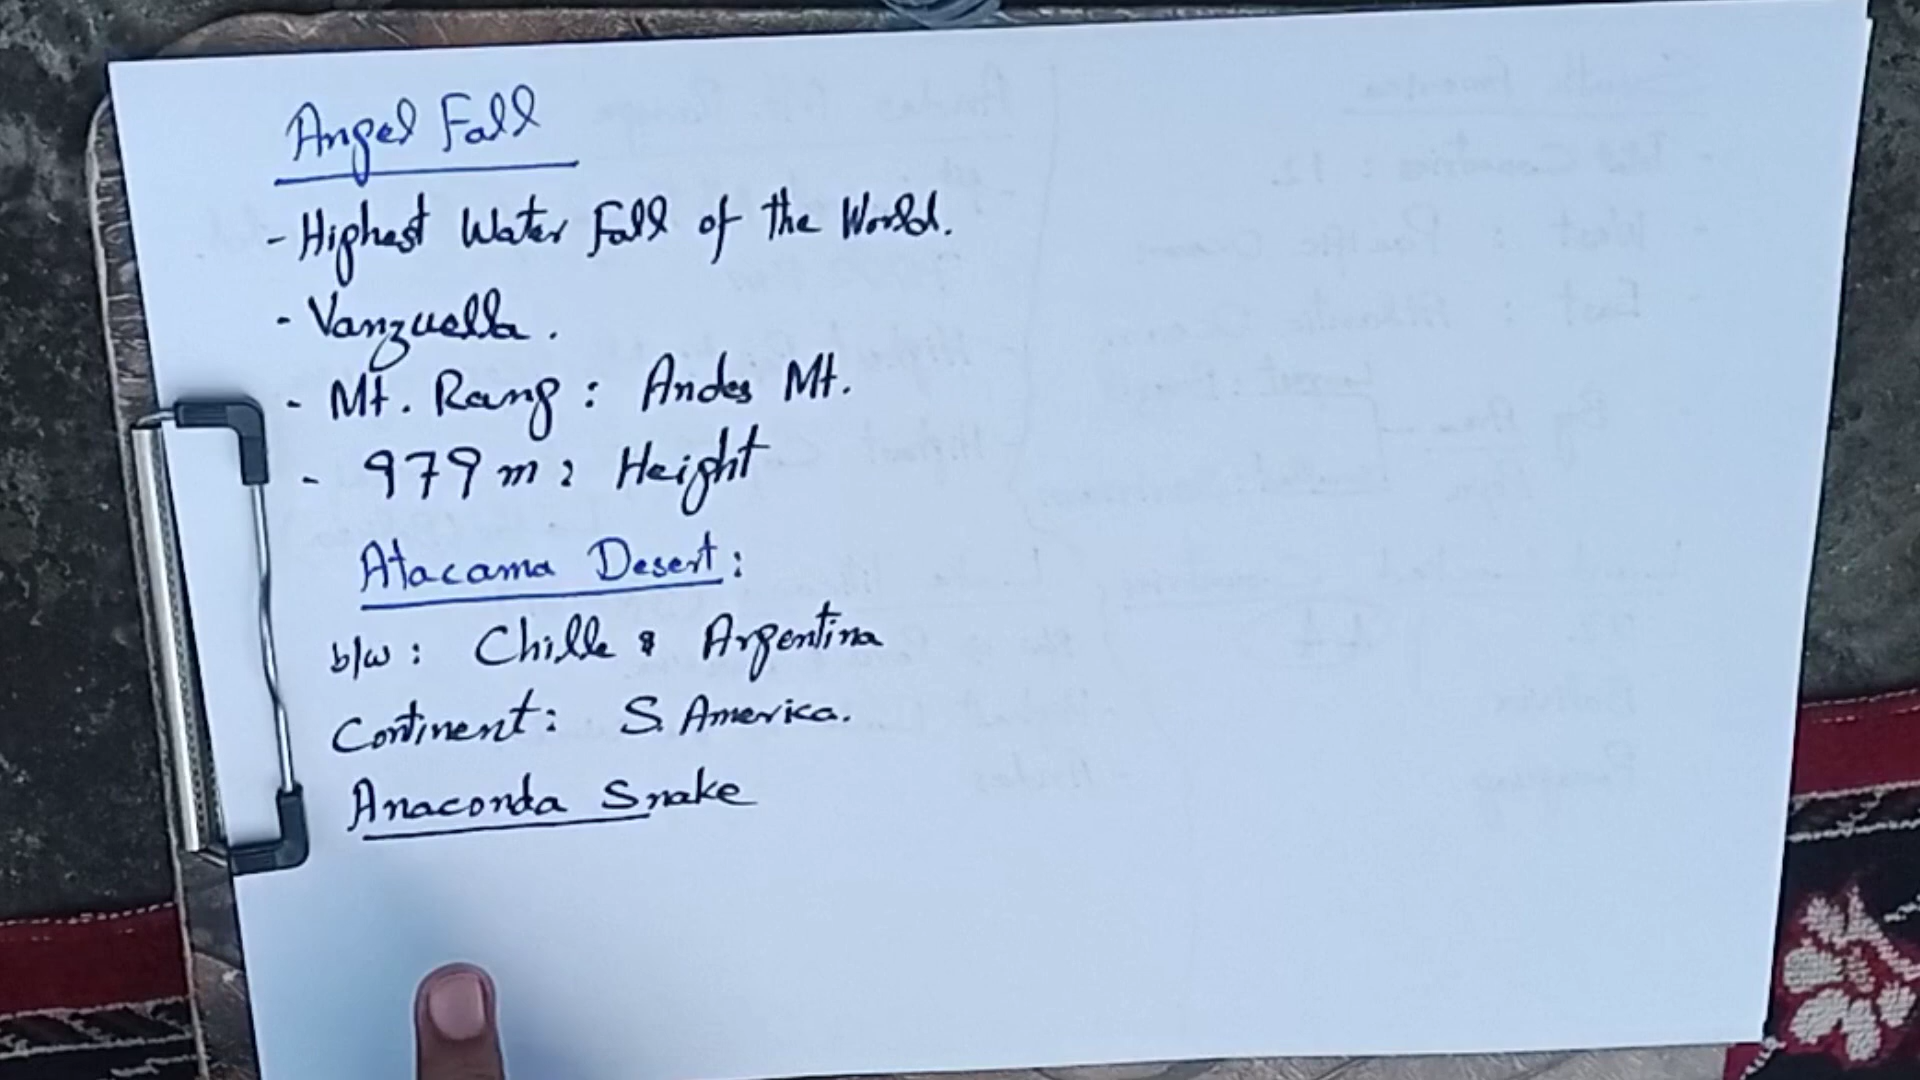 Angel Fall
- Highest Water Fall of the World.
- Vanzuella.
- Mt. Rang : Andes Mt.
- 979 m : Height
Atacama Desert :
b/w : Chille & Argentina
Continent : S. America.
Anaconda Snake